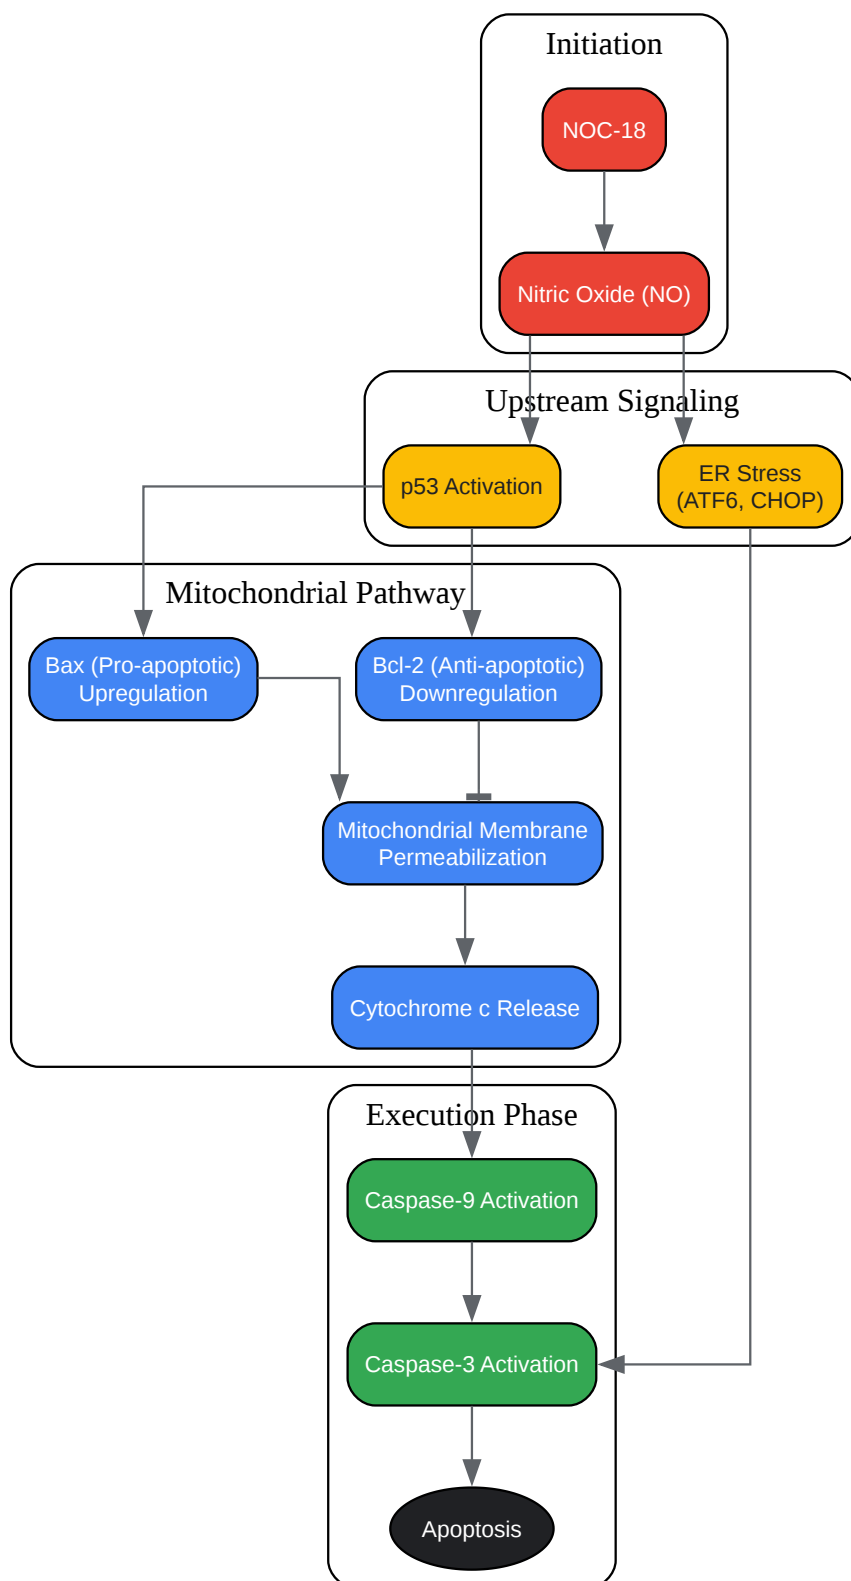 Initiation
NOC-18
Nitric Oxide (NO)
Upstream Signaling
p53 Activation
ER Stress
(ATF6, CHOP)
Mitochondrial Pathway
Bax (Pro-apoptotic)
Upregulation
Bcl-2 (Anti-apoptotic)
Downregulation
Mitochondrial Membrane
Permeabilization
Cytochrome c Release
Execution Phase
Caspase-9 Activation
Caspase-3 Activation
Apoptosis